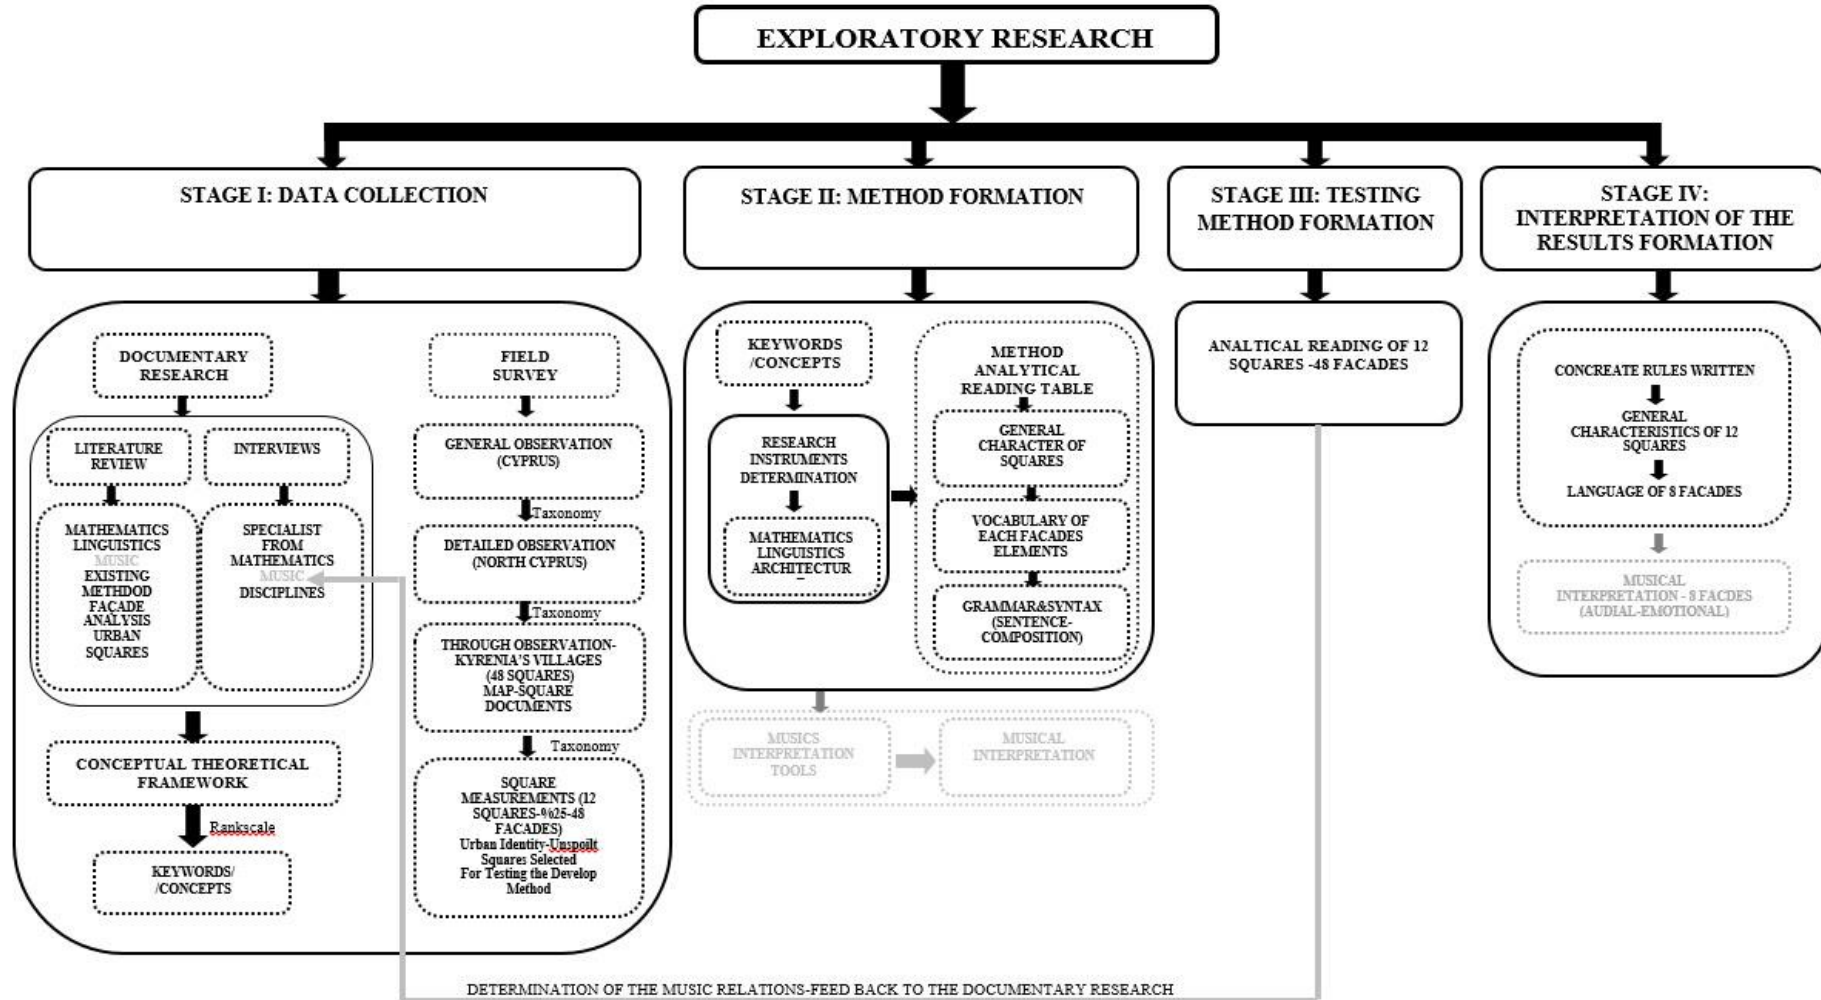 EXPLORATORY RESEARCH
STAGE I: DATA COLLECTION
DOCUMENTARY
RESEARCH
LITERATURE
REVIEW
INTERVIEWS
MATHEMATICS
LINGUISTICS
MUSIC
EXISTING
METHDOD
FAÇADE
ANALYSIS
URBAN
SQUARES
SPECIALIST
FROM
MATHEMATICS
MUSIC
DISCIPLINES
CONCEPTUAL THEORETICAL
FRAMEWORK
Rankscale
KEYWORDS/
/CONCEPTS
FIELD
SURVEY
GENERAL OBSERVATION
(CYPRUS)
Taxonomy
DETAILED OBSERVATION
(NORTH CYPRUS)
Taxonomy
THROUGH OBSERVATION-
KYRENIA'S VILLAGES
(48 SQUARES)
MAP-SQUARE
DOCUMENTS
Taxonomy
SQUARE
MEASUREMENTS (12
SQUARES-%25-48
FACADES)
Urban Identity-Unspoilt
Squares Selected
For Testing the Develop
Method
STAGE II: METHOD FORMATION
KEYWORDS
/CONCEPTS
RESEARCH
INSTRUMENTS
DETERMINATION
MATHEMATICS
LINGUISTICS
ARCHITECTUR
METHOD
ANALYTICAL
READING TABLE
GENERAL
CHARACTER OF
SQUARES
VOCABULARY OF
EACH FACADES
ELEMENTS
GRAMMAR&SYNTAX
(SENTENCE-
COMPOSITION)
MUSICS
INTERPRETATION
TOOLS
MUSICAL
INTERPRETATION
STAGE III: TESTING
METHOD FORMATION
ANALTICAL READING OF 12
SQUARES -48 FACADES
STAGE IV:
INTERPRETATION OF THE
RESULTS FORMATION
CONCREATE RULES WRITTEN
GENERAL
CHARACTERISTICS OF 12
SQUARES
LANGUAGE OF 8 FACADES
MUSICAL
INTERPRETATION - 8 FACDES
(AUDIAL-EMOTIONAL)
DETERMINATION OF THE MUSIC RELATIONS-FEED BACK TO THE DOCUMENTARY RESEARCH